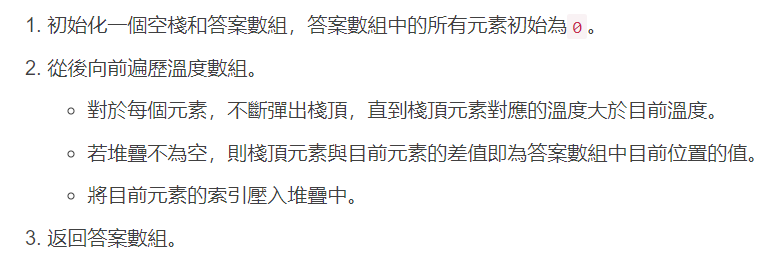 1. 初始化一個空棧和答案數組，答案數組中的所有元素初始為 0 。
2. 從後向前遍歷溫度數組。
◦ 對於每個元素，不斷彈出棧頂，直到棧頂元素對應的溫度大於目前溫度。
◦ 若堆疊不為空，則棧頂元素與目前元素的差值即為答案數組中目前位置的值。
◦ 將目前元素的索引壓入堆疊中。
3. 返回答案數組。